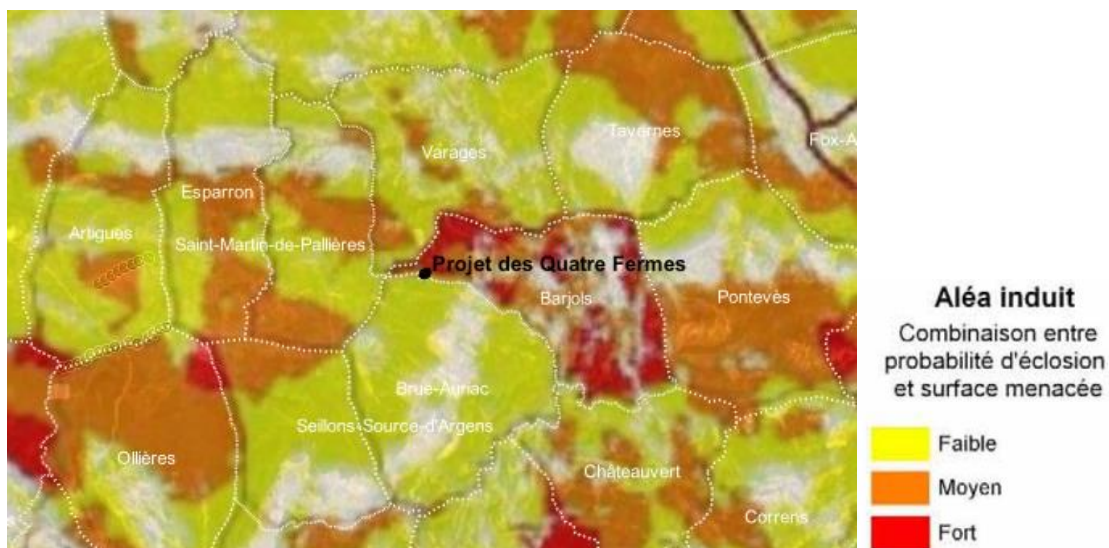 Tavernes
Fox-A
Varages
Esparron
Artigues
Saint-Martin-de-Pallières
Projet des Quatre Fermes
Barjols
Pontevès
Brue-Auriac
Seillons-Source-d'Argens
Ollières
Châteauvert
Correns
Aléa induit
Combinaison entre
probabilité d'éclosion
et surface menacée
Faible
Moyen
Fort